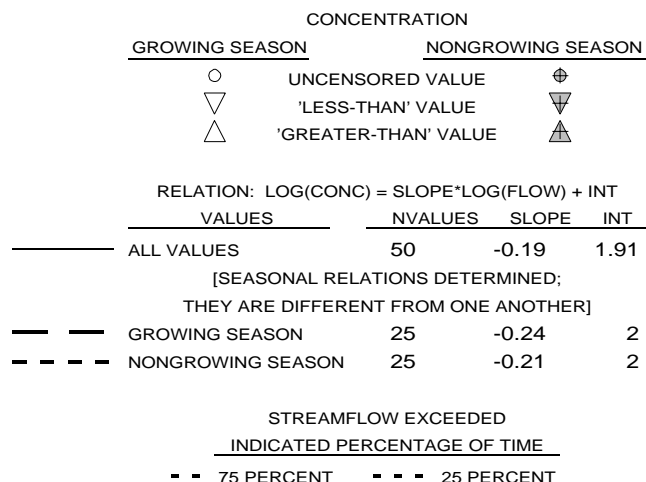 CONCENTRATION
GROWING SEASON NONGROWING SEASON
UNCENSORED VALUE
'LESS-THAN' VALUE
'GREATER-THAN' VALUE
RELATION: LOG(CONC) = SLOPE*LOG(FLOW) + INT
VALUES NVALUES SLOPE INT
ALL VALUES 50 -0.19 1.91
[SEASONAL RELATIONS DETERMINED;
THEY ARE DIFFERENT FROM ONE ANOTHER]
GROWING SEASON 25 -0.24 2
NONGROWING SEASON 25 -0.21 2
STREAMFLOW EXCEEDED
INDICATED PERCENTAGE OF TIME
75 PERCENT 25 PERCENT